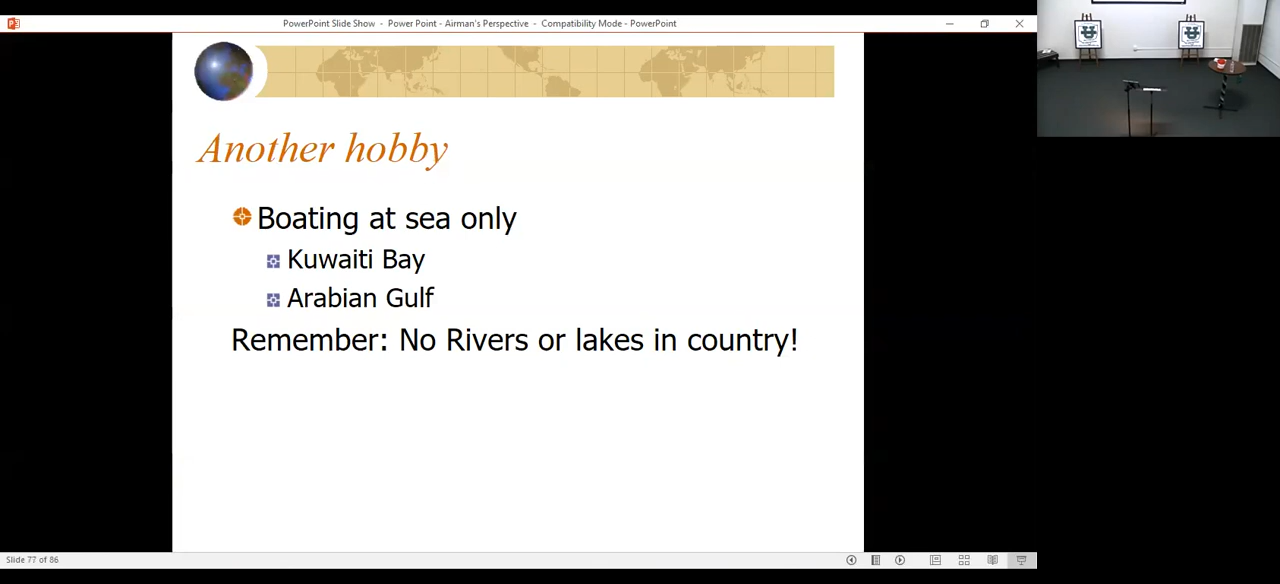 PowerPoint Slide Show - Power Point - Airman's Perspective - Compatibility Mode - PowerPoint
Another hobby
Boating at sea only
Kuwaiti Bay
Arabian Gulf
Remember: No Rivers or lakes in country!
Slide 77 of 86